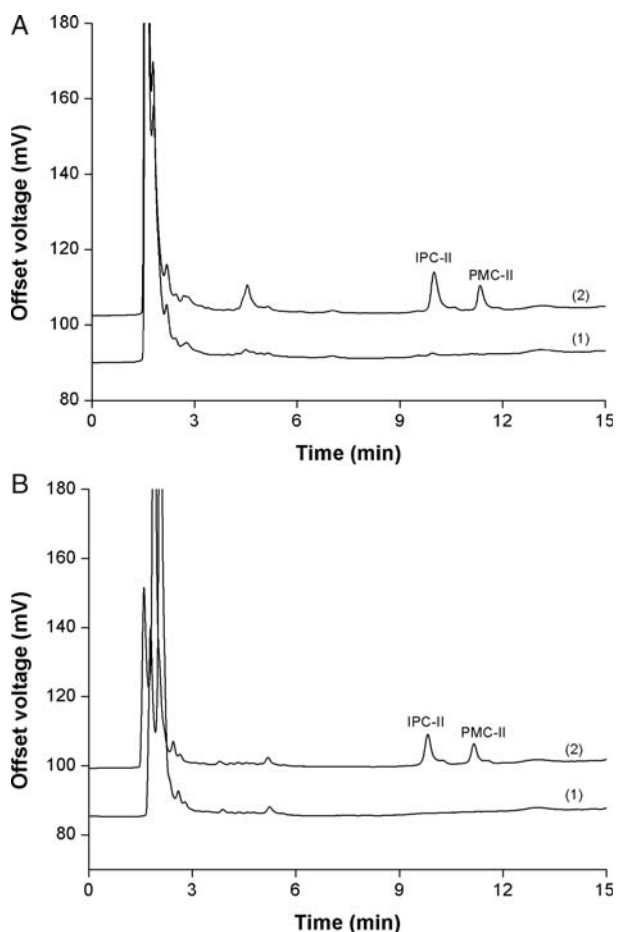 A
180
160
140
120
100
80
Offset voltage (mV)
IPC-II
PMC-II
(2)
(1)
0 3 6 9 12 15
Time (min)
B
180
160
140
120
100
80
Offset voltage (mV)
IPC-II
PMC-II
(2)
(1)
0 3 6 9 12 15
Time (min)